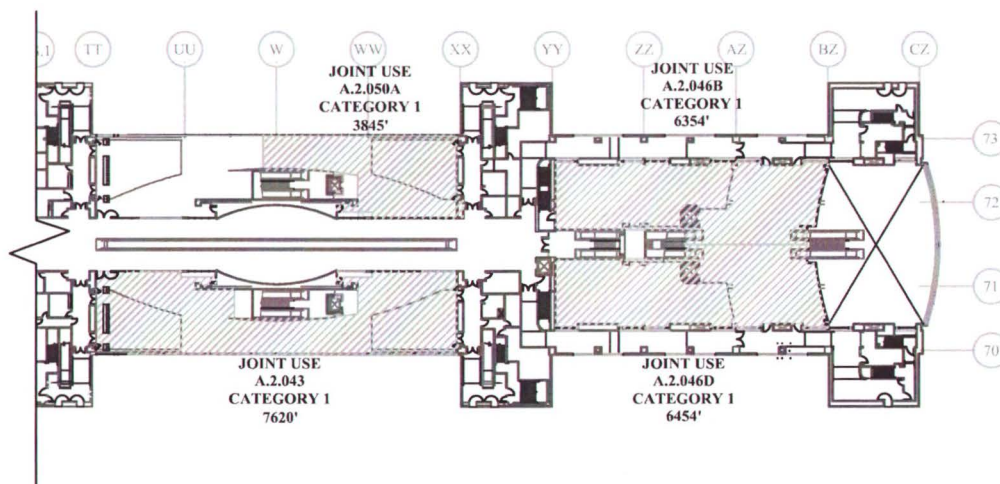 TT
UU
W
WW
XX
YY
ZZ
AZ
BZ
CZ
JOINT USE
A.2.050A
CATEGORY 1
3845'
JOINT USE
A.2.046B
CATEGORY 1
6354'
73
72
71
70
JOINT USE
A.2.043
CATEGORY 1
7620'
JOINT USE
A.2.046D
CATEGORY 1
6454'